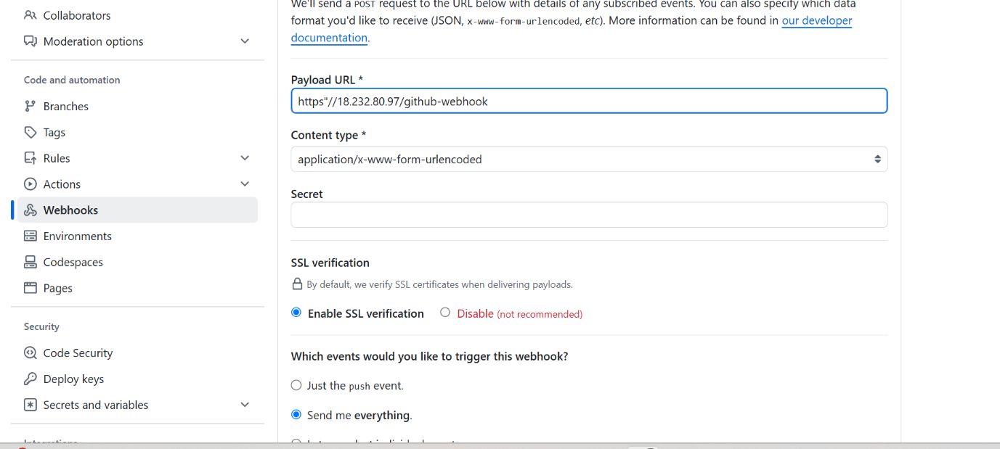 Collaborators
Moderation options
Code and automation
Branches
Tags
Rules
Actions
Webhooks
Environments
Codespaces
Pages
Security
Code Security
Deploy keys
Secrets and variables
Integrations
We'll send a POST request to the URL below with details of any subscribed events. You can also specify which data
format you'd like to receive (JSON, x-www-form-urlencoded, etc). More information can be found in our developer
documentation.
Payload URL *
https"//18.232.80.97/github-webhook
Content type *
application/x-www-form-urlencoded
Secret
SSL verification
By default, we verify SSL certificates when delivering payloads.
Enable SSL verification Disable (not recommended)
Which events would you like to trigger this webhook?
Just the push event.
Send me everything.